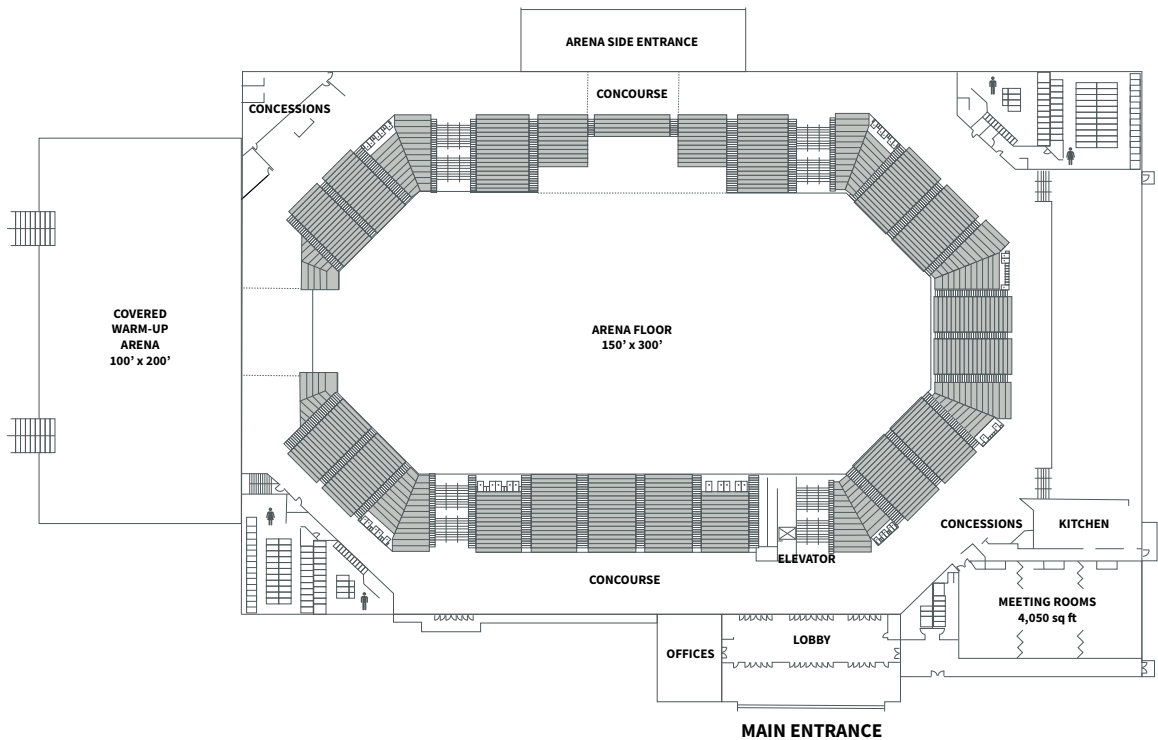 ARENA SIDE ENTRANCE
CONCOURSE
CONCESSIONS
COVERED
WARM-UP
ARENA
100’ x 200’
ARENA FLOOR
150’ x 300’
CONCESSIONS
KITCHEN
ELEVATOR
CONCOURSE
MEETING ROOMS
4,050 sq ft
LOBBY
OFFICES
MAIN ENTRANCE